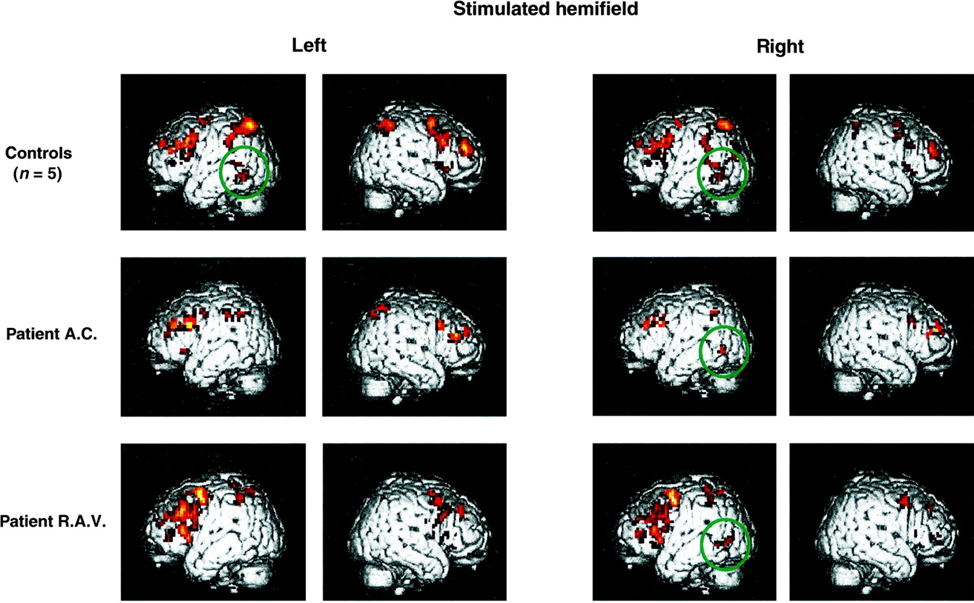 Stimulated hemifield
Left
Right
Controls
(n = 5)
Patient A.C.
Patient R.A.V.